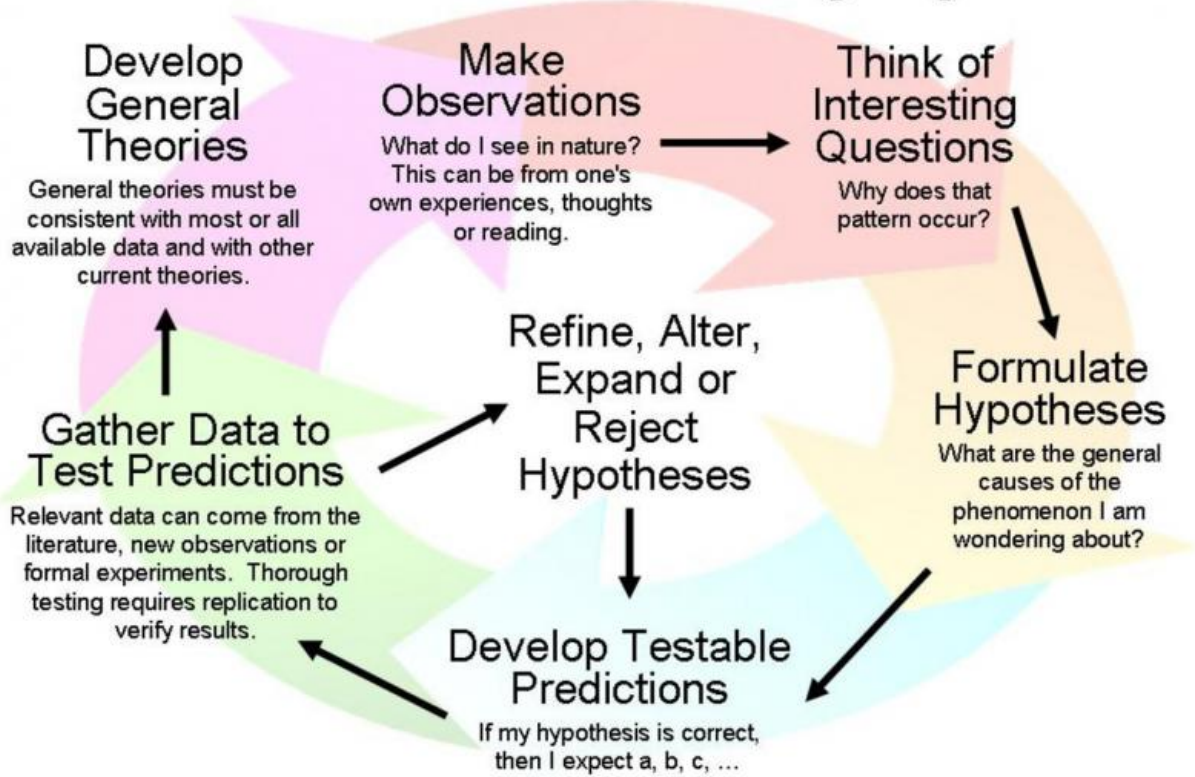 Make
Observations
What do I see in nature?
This can be from one's
own experiences, thoughts
or reading.
Think of
Interesting
Questions
Why does that
pattern occur?
Formulate
Hypotheses
What are the general
causes of the
phenomenon I am
wondering about?
Develop Testable
Predictions
If my hypothesis is correct,
then I expect a, b, c, ...
Gather Data to
Test Predictions
Relevant data can come from the
literature, new observations or
formal experiments. Thorough
testing requires replication to
verify results.
Refine, Alter,
Expand or
Reject
Hypotheses
Develop
General
Theories
General theories must be
consistent with most or all
available data and with other
current theories.